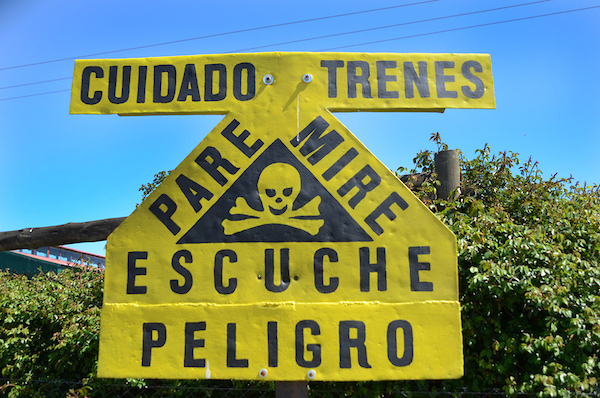 CUIDADO TRENES
PARE MIRE
ESCUCHE
PELIGRO